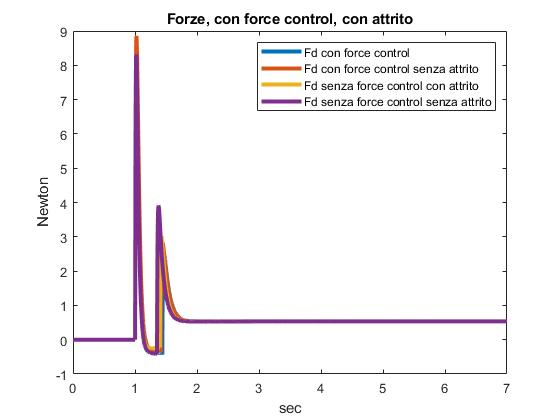 Forze, con force control, con attrito
Fd con force control
Fd con force control senza attrito
Fd senza force control con attrito
Fd senza force control senza attrito
Newton
9
8
7
6
5
4
3
2
1
0
-1
0 1 2 3 4 5 6 7
sec